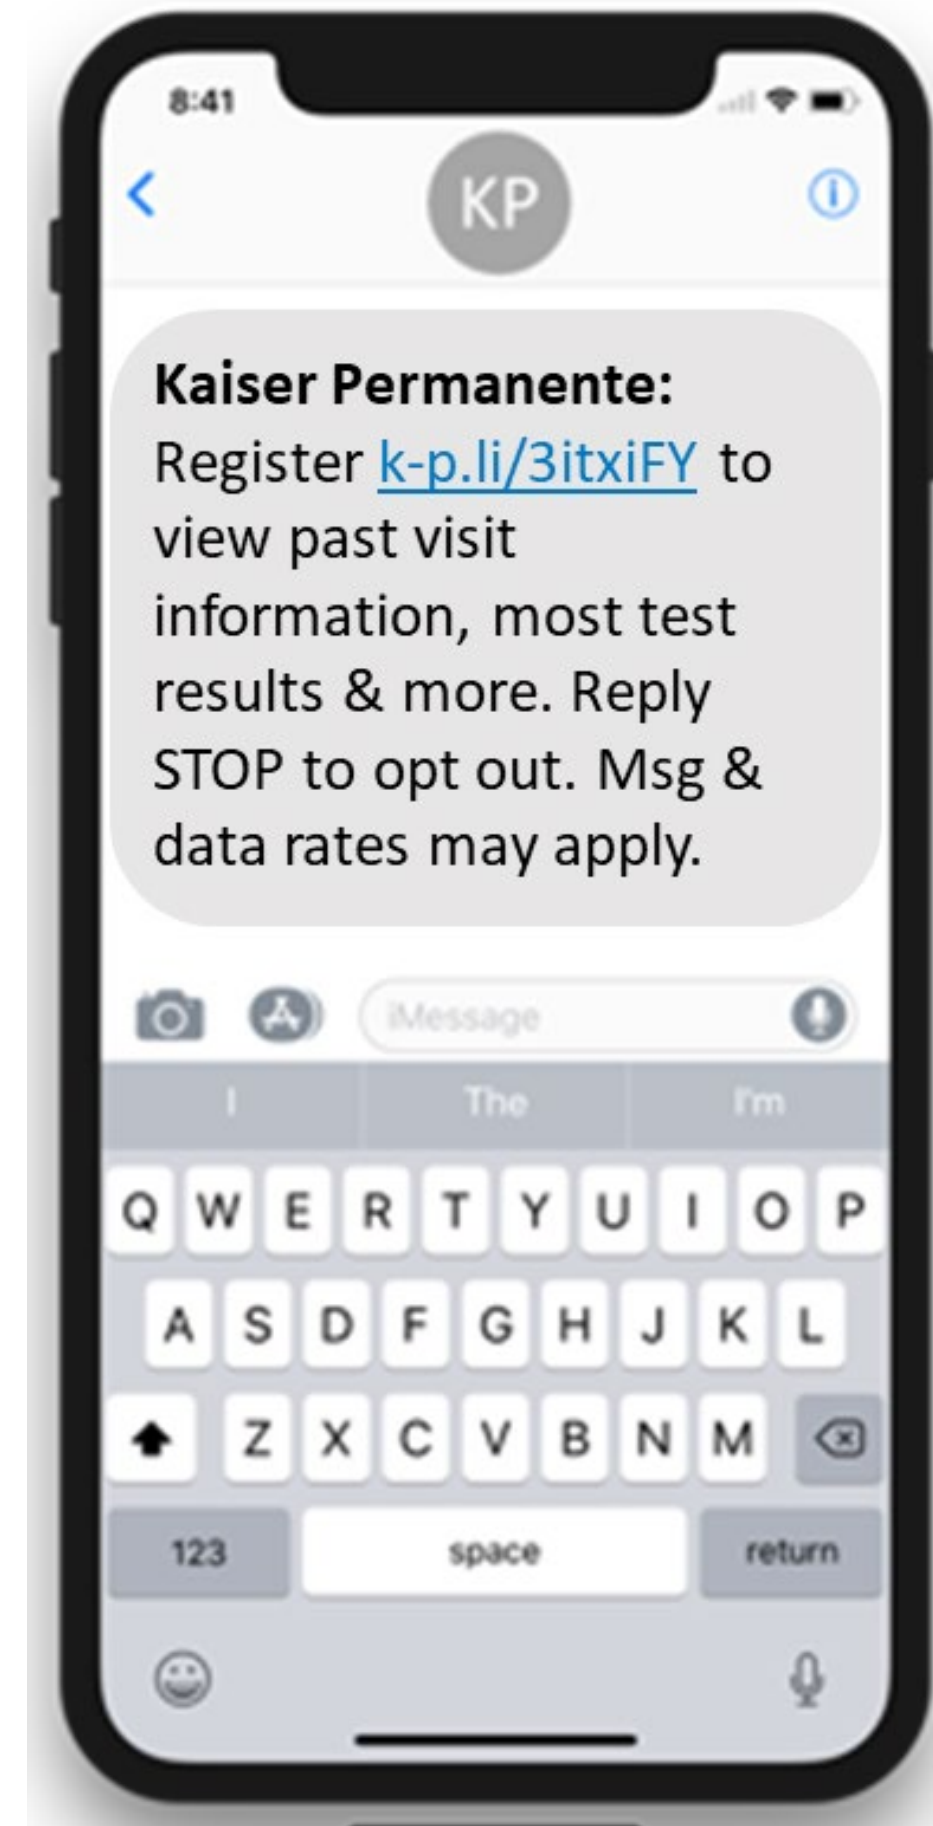 8:41
KP
Kaiser Permanente:
Register k-p.li/3itxiFY to
view past visit
information, most test
results & more. Reply
STOP to opt out. Msg &
data rates may apply.
iMessage
I The I'm
Q W E R T Y U I O P
A S D F G H J K L
Z X C V B N M
123 space return